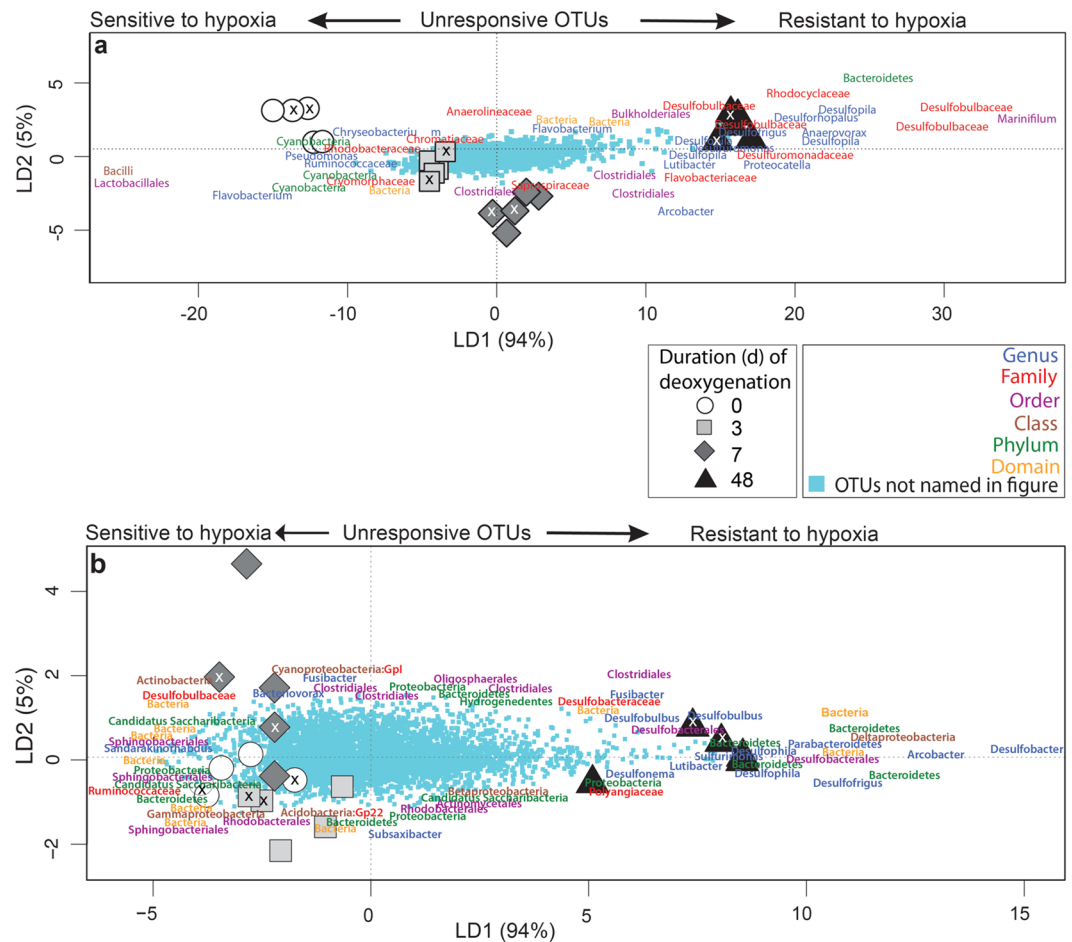 Sensitive to hypoxia Unresponsive OTUs Resistant to hypoxia
a
Bacteroidetes
Rhodocyclaceae
Desulfobulbaceae Desulfopila Desulfobulbaceae
Anaerolineaceae Bulkholderiales Desulforhopalus Marinifilum
Bacteria Bacteria Desulfobulbaceae Desulfobulbaceae
Chryseobacteriu m Flavobacterium Desulfofrigus Anaerovorax
Cyanobacteria Chromatiaceae Desulfopila
Rhodobacteraceae
Pseudomonas Desulfopila Desulfuromonadaceae
Ruminococcaceae Lutibacter Proteocatella
Bacilli Cyanobacteria Clostridiales Flavobacteriaceae
Lactobacillales Cryomorphaceae Saprospiraceae
Cyanobacteria Bacteria Clostridiales Clostridiales
Flavobacterium Arcobacter
x x x x x x x x
5
0
-5
LD2 (5%)
-20 -10 0 10 20 30
LD1 (94%)
Duration (d) of
deoxygenation
0
3
7
48
Genus
Family
Order
Class
Phylum
Domain
OTUs not named in figure
Sensitive to hypoxia Unresponsive OTUs Resistant to hypoxia
b
Cyanoproteobacteria:GpI Clostridiales
Actinobacteria Fusibacter Oligosphaerales
Desulfobulbaceae Bacteriovorax Clostridiales Proteobacteria Clostridiales Fusibacter
Bacteria Clostridiales Bacteroidetes Hydrogenedentes Desulfobacteraceae
Bacteria Bacteria
Candidatus Saccharibacteria Desulfobulbus Desulfobulbus
Bacteria Desulfobacterales Bacteroidetes
Bacteria Deltaproteobacteria
Sphingobacteriales Bacteroidetes Parabacteroidetes
Sandarakinorhabdus Desulfophila Bacteria Desulfobacter
Bacteria Sulfurimonas Desulfobacterales Arcobacter
Proteobacteria Lutibacter Bacteroidetes
Sphingobacteriales Desulfonema Desulfophila Bacteroidetes
Candidatus Saccharibacteria Proteobacteria Desulfofrigus
Ruminococcaceae Betaproteobacteria Polyangiaceae
Bacteroidetes Candidatus Saccharibacteria
Bacteria Actinomycetales
Gammaproteobacteria Acidobacteria:Gp22 Rhodobacterales
Bacteria Rhodobacterales Bacteroidetes Proteobacteria
Sphingobacteriales Bacteria Subsaxibacter
x x x x x x x x
4
2
0
−2
LD2 (5%)
−5 0 5 10 15
LD1 (94%)